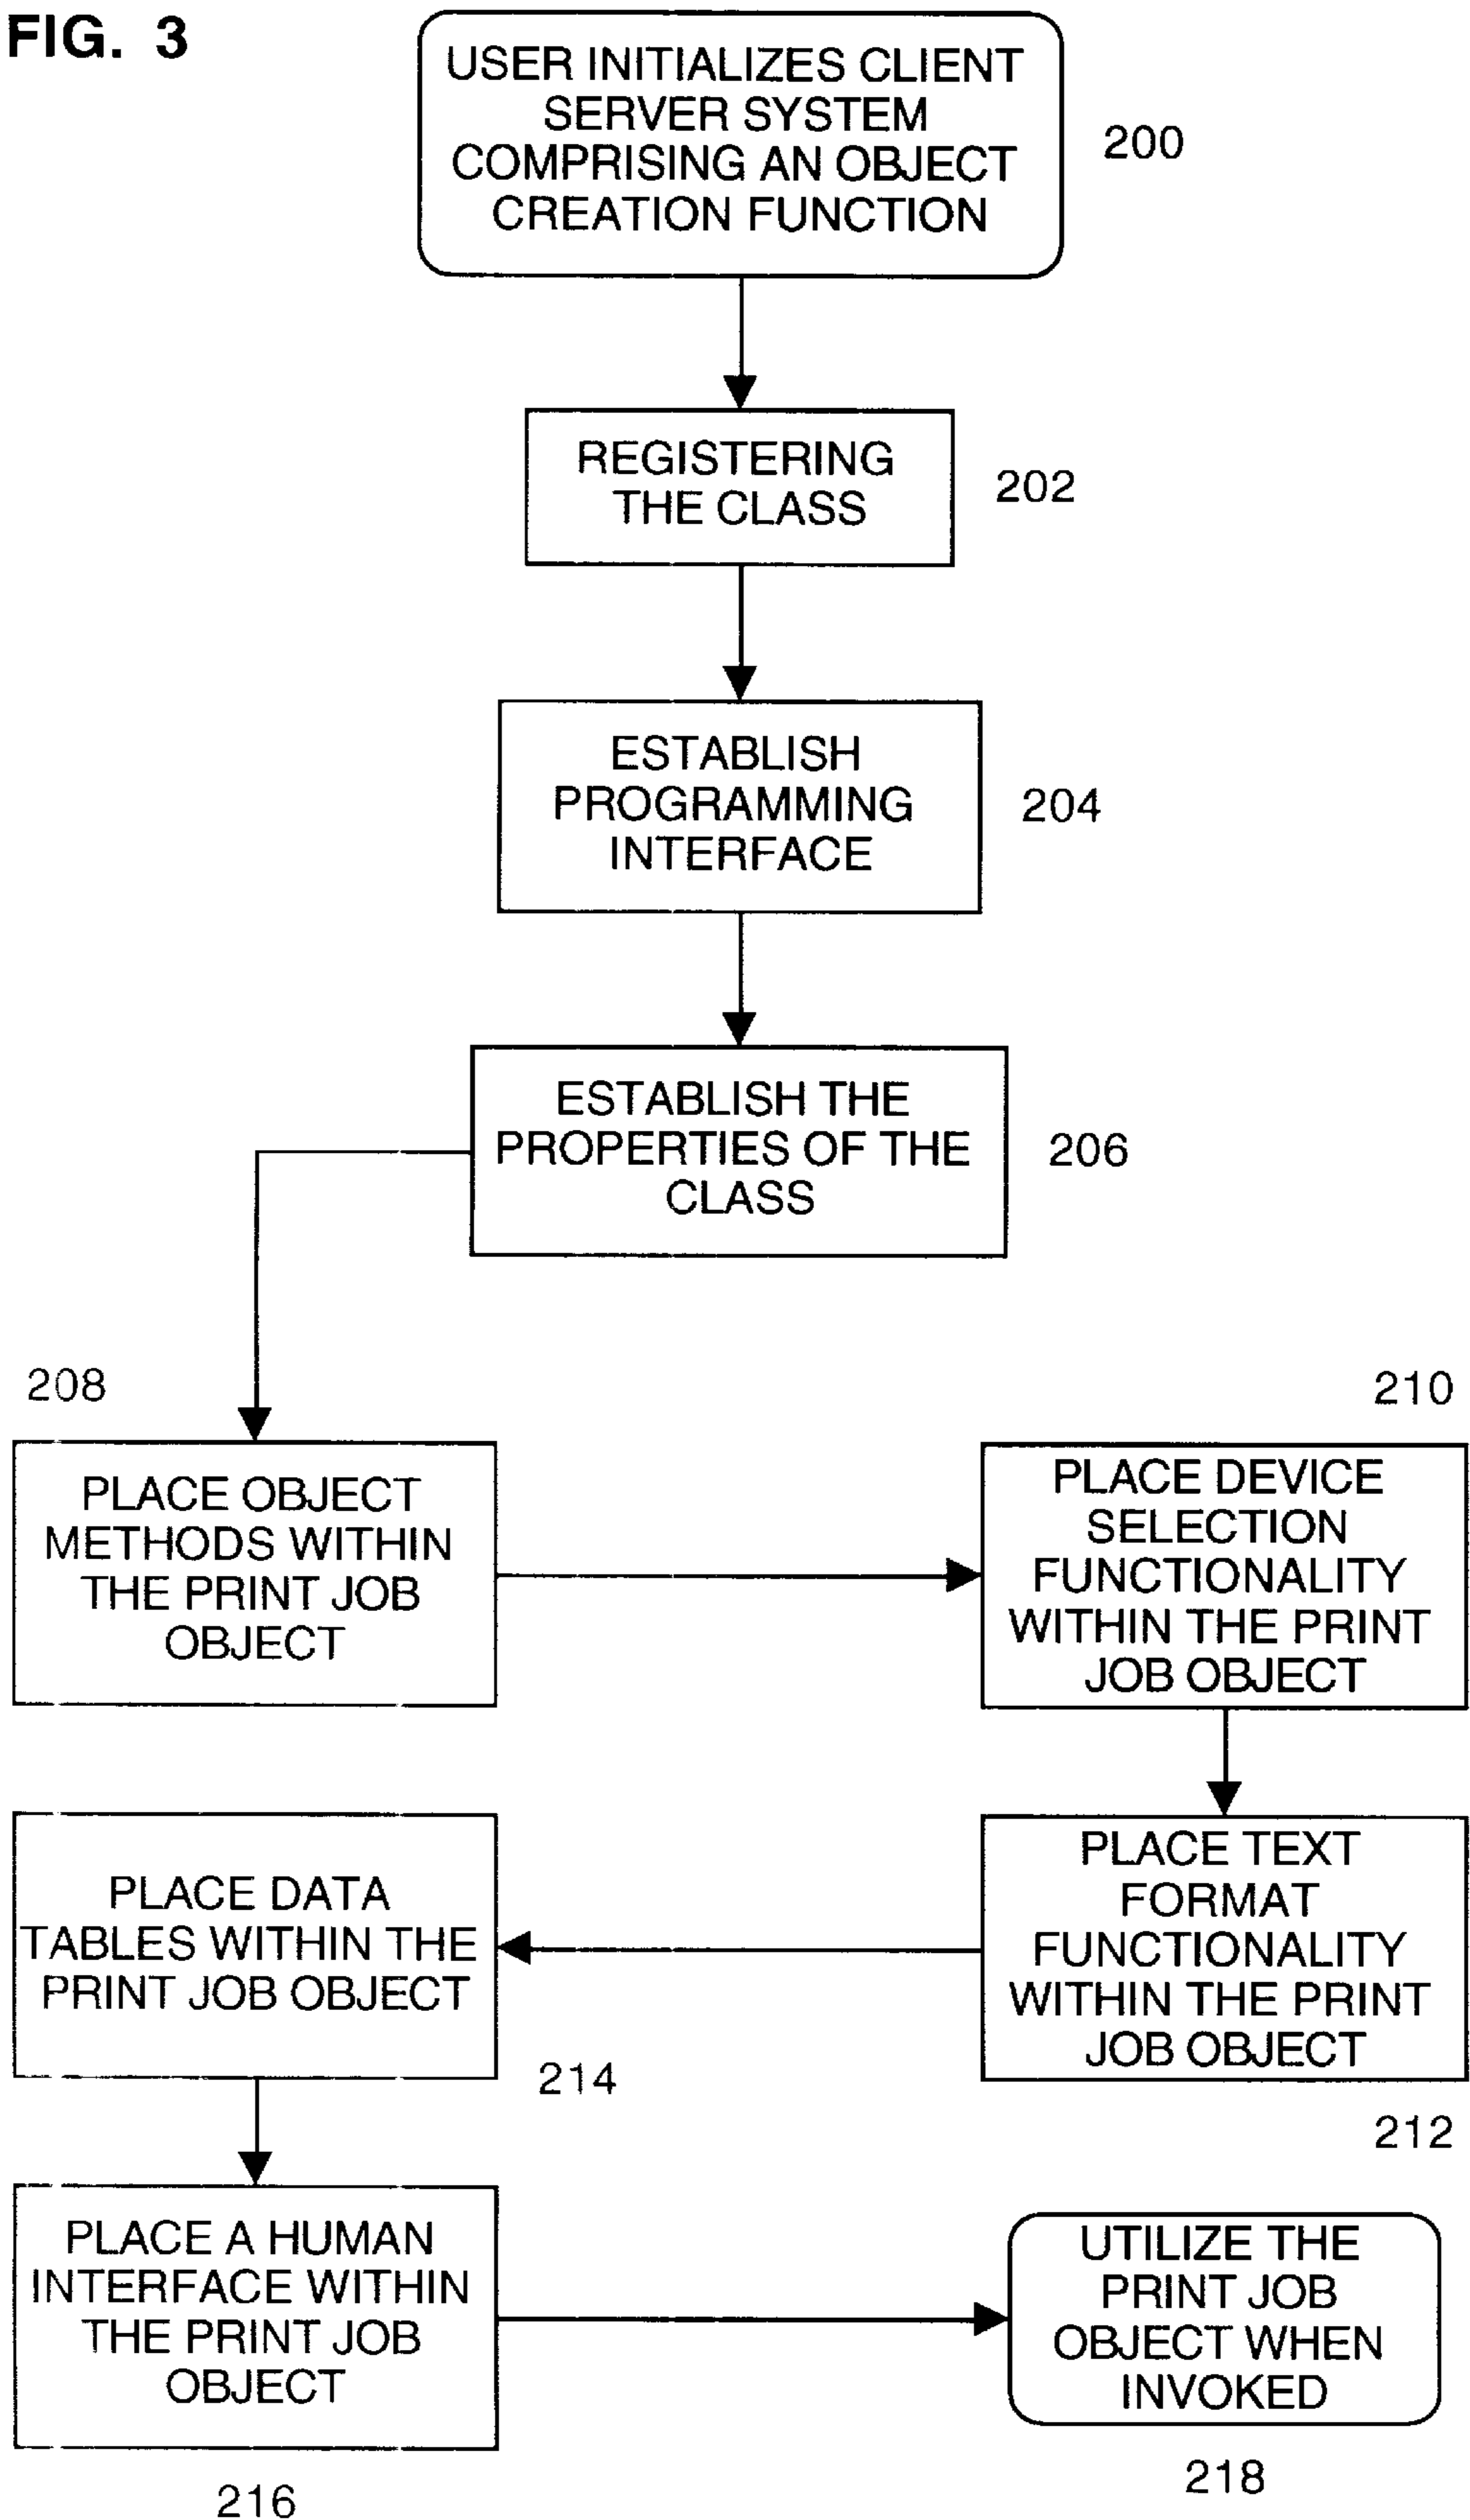 FIG. 3
USER INITIALIZES CLIENT
SERVER SYSTEM
COMPRISING AN OBJECT
CREATION FUNCTION
200
REGISTERING
THE CLASS
202
ESTABLISH
PROGRAMMING
INTERFACE
204
ESTABLISH THE
PROPERTIES OF THE
CLASS
206
208
PLACE OBJECT
METHODS WITHIN
THE PRINT JOB
OBJECT
210
PLACE DEVICE
SELECTION
FUNCTIONALITY
WITHIN THE PRINT
JOB OBJECT
PLACE TEXT
FORMAT
FUNCTIONALITY
WITHIN THE PRINT
JOB OBJECT
212
PLACE DATA
TABLES WITHIN THE
PRINT JOB OBJECT
214
PLACE A HUMAN
INTERFACE WITHIN
THE PRINT JOB
OBJECT
216
UTILIZE THE
PRINT JOB
OBJECT WHEN
INVOKED
218